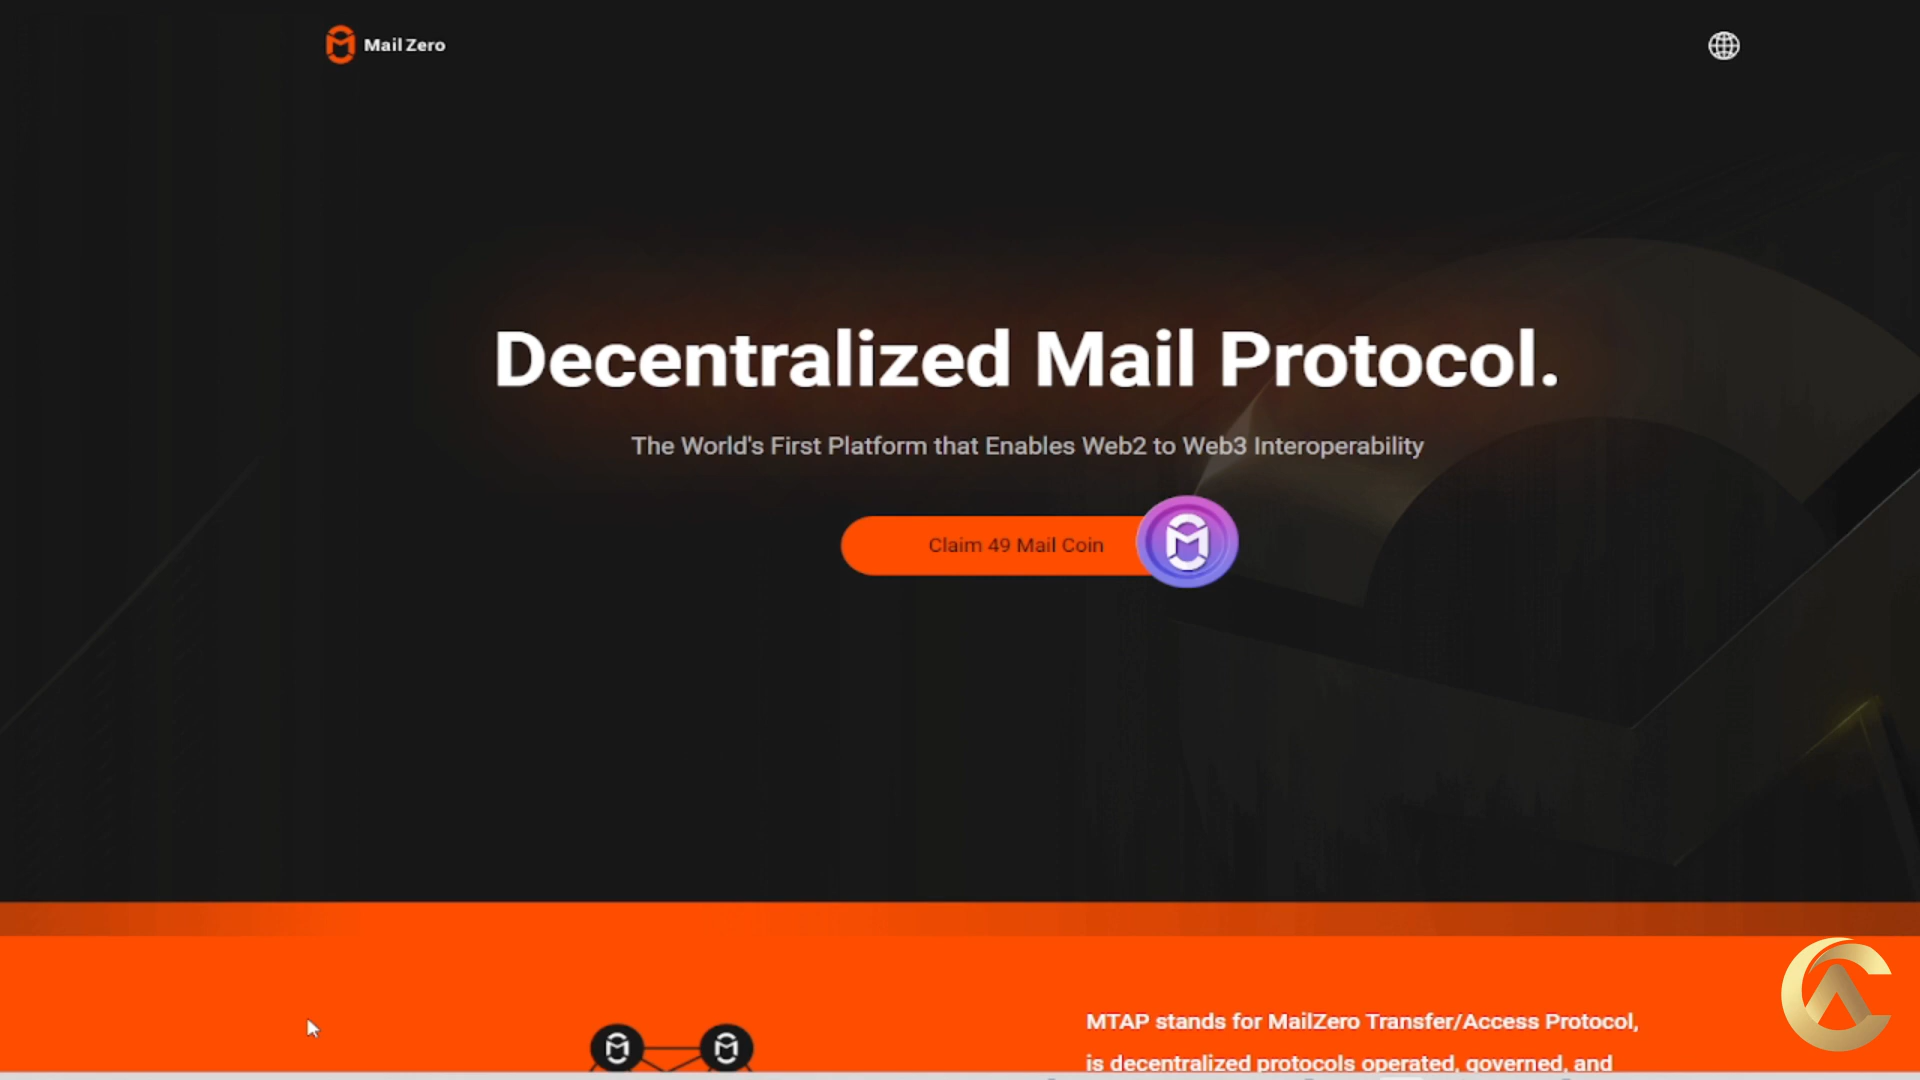 Mail Zero
Decentralized Mail Protocol.
The World's First Platform that Enables Web2 to Web3 Interoperability
Claim 49 Mail Coin
MTAP stands for MailZero Transfer/Access Protocol,
is decentralized protocols operated, governed, and